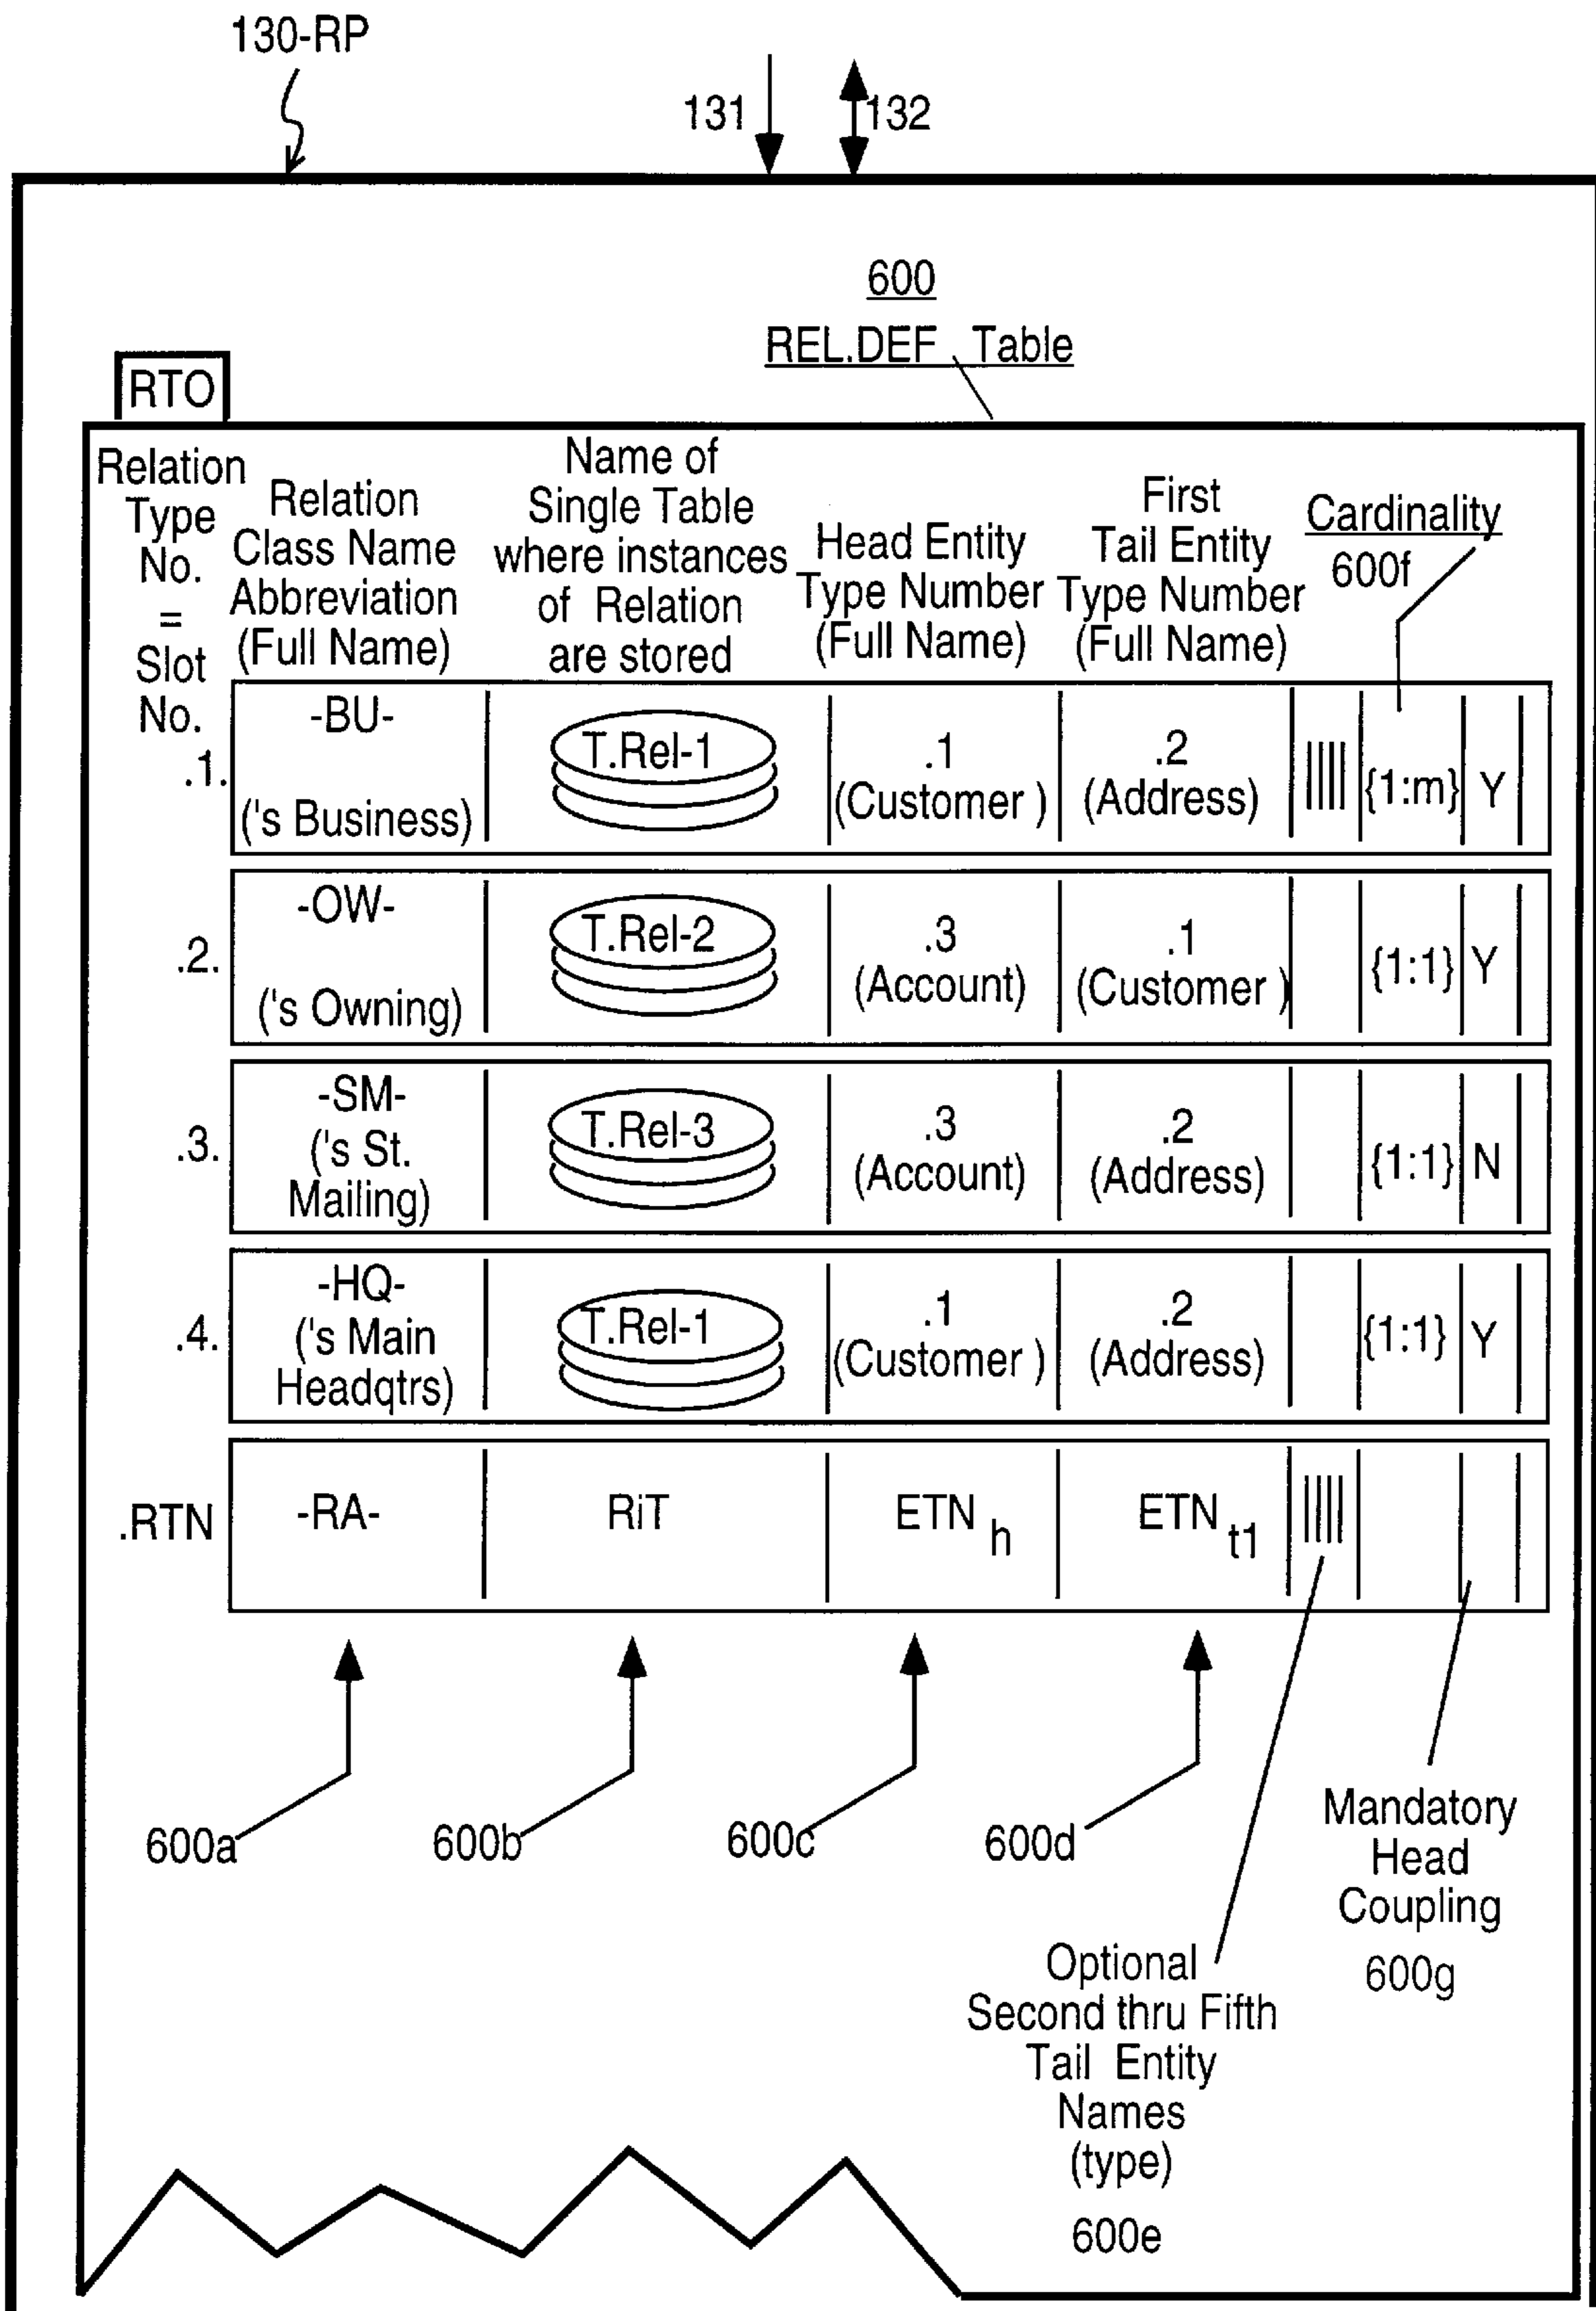 130-RP
131
132
600
REL.DEF Table
RTO
Relation
Type
No.
=
Slot
No.
Relation
Class Name
Abbreviation
(Full Name)
Name of
Single Table
where instances
of Relation
are stored
Head Entity
Type Number
(Full Name)
First
Tail Entity
Type Number
(Full Name)
Cardinality
600f
.1.
-BU-
('s Business)
T.Rel-1
.1
(Customer )
.2
(Address)
{1:m}
Y
.2.
-OW-
('s Owning)
T.Rel-2
.3
(Account)
.1
(Customer )
{1:1}
Y
.3.
-SM-
('s St.
Mailing)
T.Rel-3
.3
(Account)
.2
(Address)
{1:1}
N
.4.
-HQ-
('s Main
Headqtrs)
T.Rel-1
.1
(Customer )
.2
(Address)
{1:1}
Y
.RTN
-RA-
RiT
ETN h
ETN t1
600a
600b
600c
600d
Mandatory
Head
Coupling
600g
Optional
Second thru Fifth
Tail Entity
Names
(type)
600e